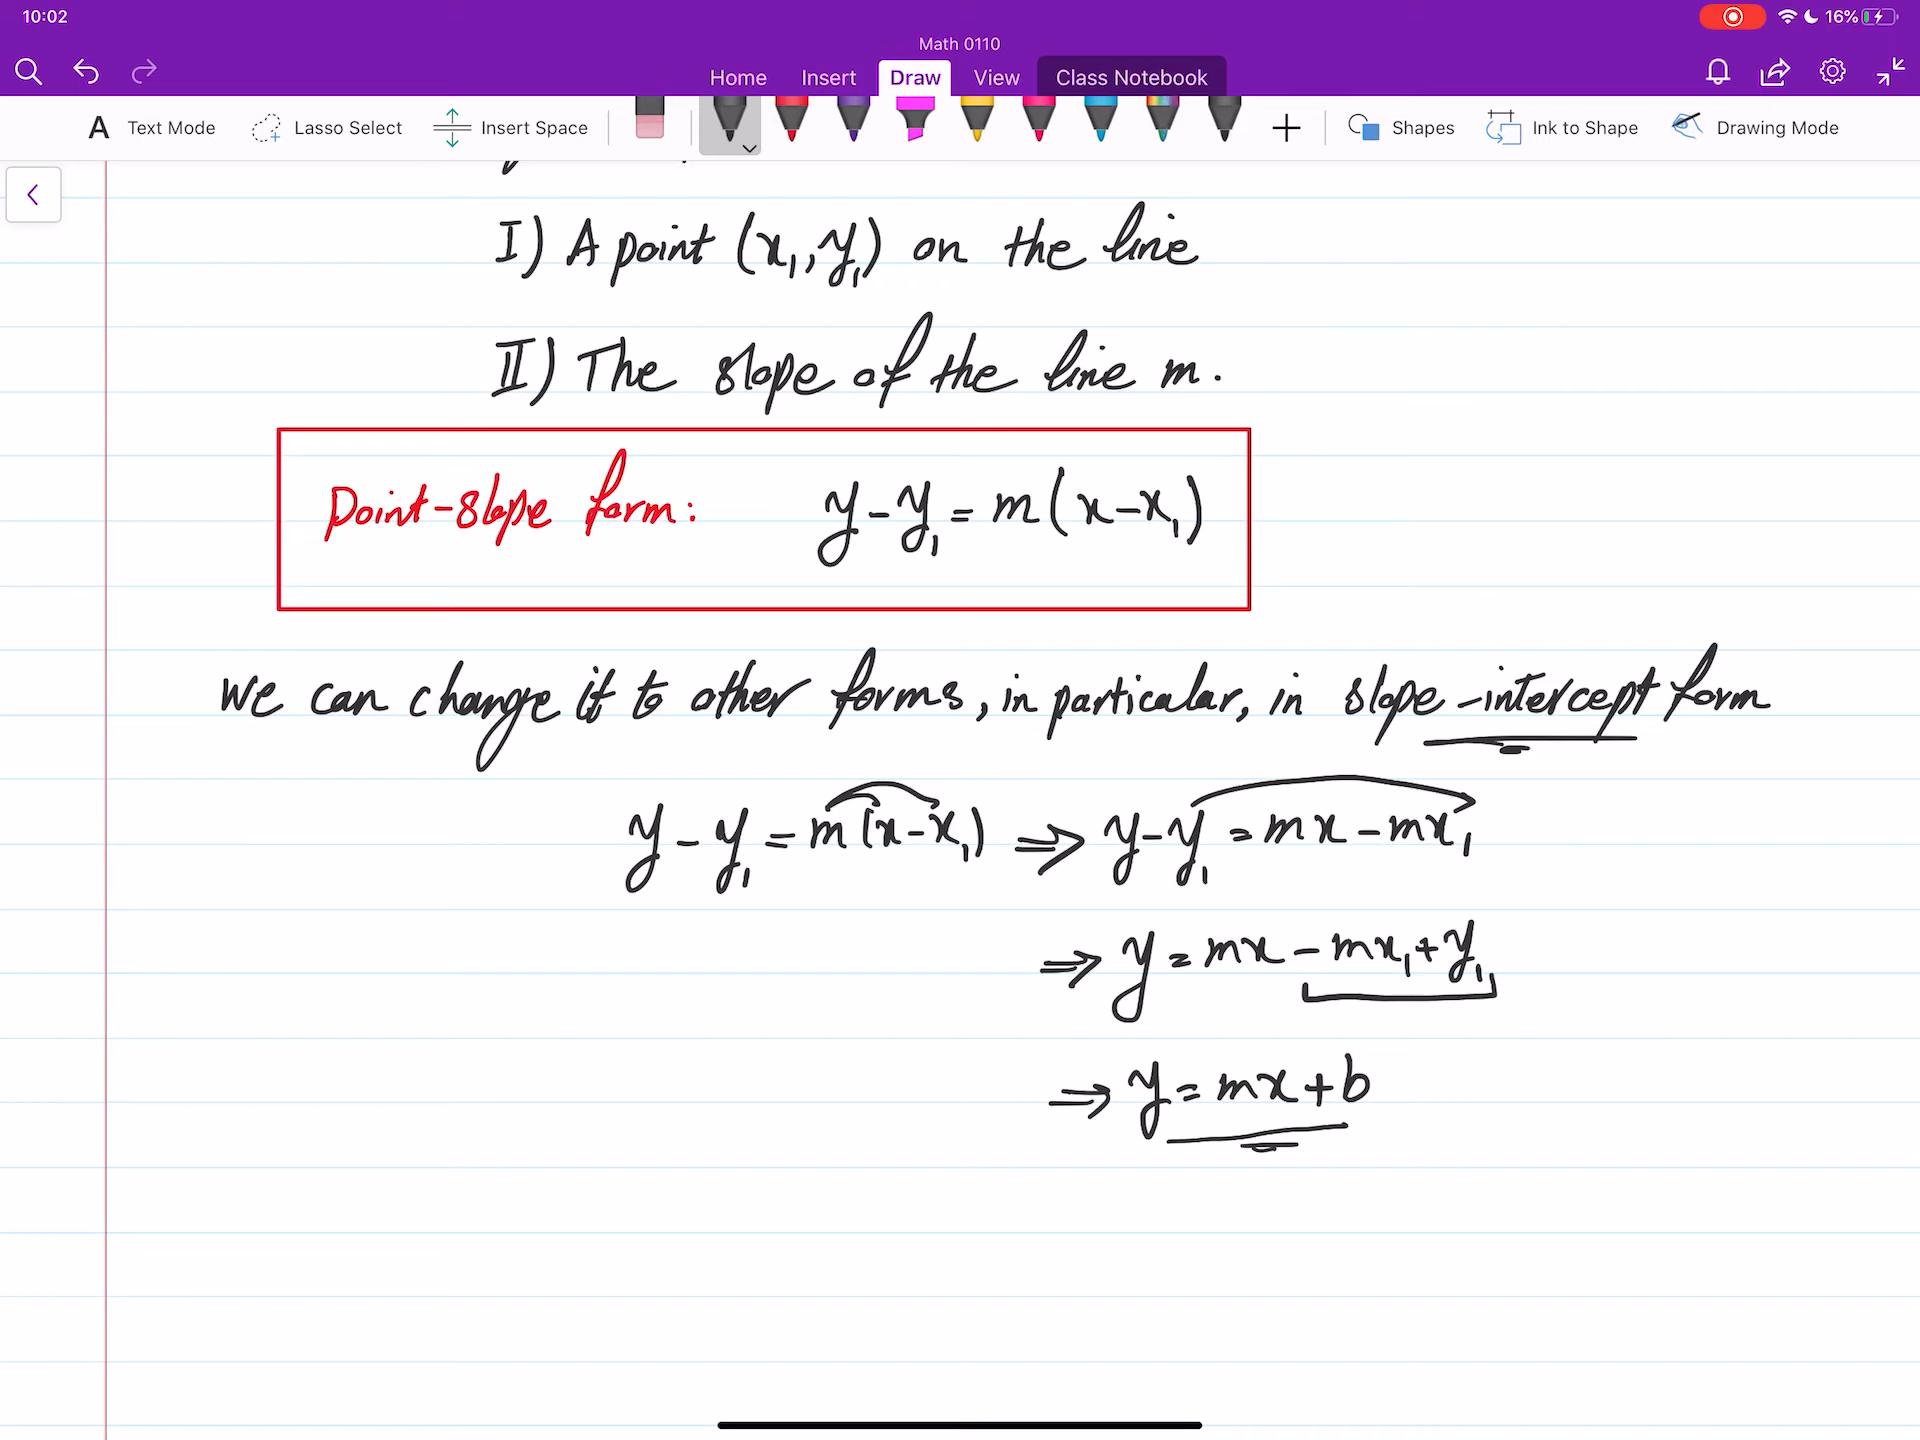 10:02
16%
Math 0110
Home Insert Draw View Class Notebook
A Text Mode Lasso Select Insert Space Shapes Ink to Shape Drawing Mode
I) A point (x₁, y₁) on the line
II) The slope of the line m.
Point-slope form: y - y₁ = m(x - x₁)
We can change it to other forms, in particular, in slope-intercept form
y - y₁ = m(x - x₁) ⇒ y - y₁ = mx - mx₁
⇒ y = mx - mx₁ + y₁
⇒ y = mx + b